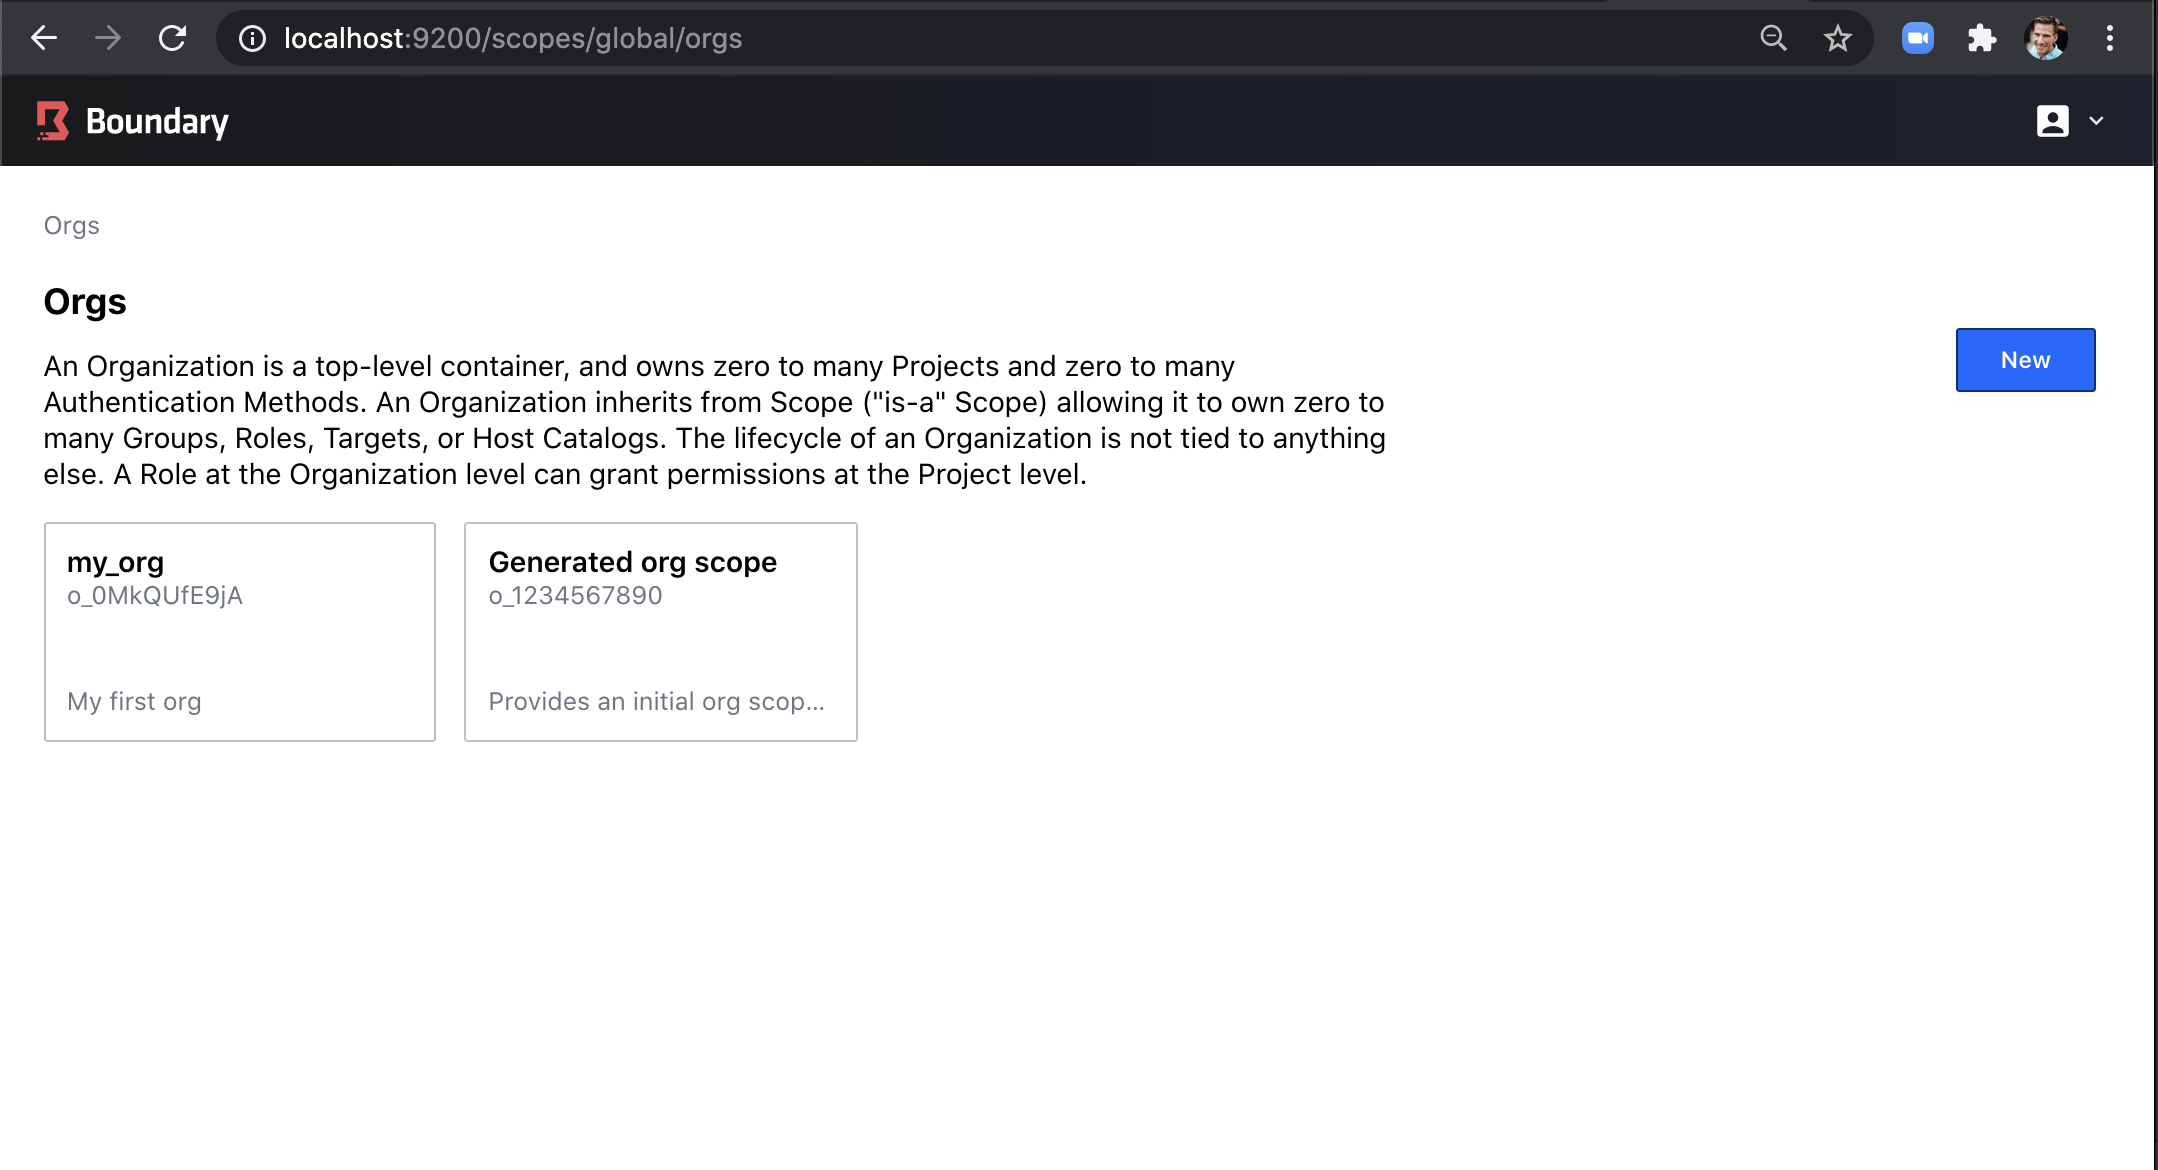 localhost:9200/scopes/global/orgs
Boundary
Orgs
Orgs
An Organization is a top-level container, and owns zero to many Projects and zero to many
Authentication Methods. An Organization inherits from Scope ("is-a" Scope) allowing it to own zero to
many Groups, Roles, Targets, or Host Catalogs. The lifecycle of an Organization is not tied to anything
else. A Role at the Organization level can grant permissions at the Project level.
New
my_org
o_0MkQUfE9jA
My first org
Generated org scope
o_1234567890
Provides an initial org scop...